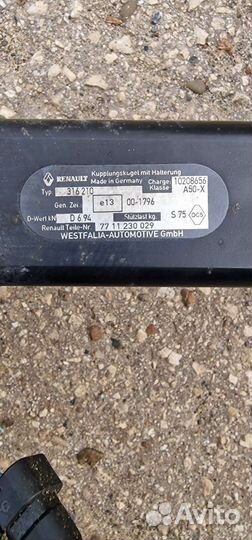 RENAULT Kupplungskugel mit Halterung
Made in Germany Charge 10208656
Typ 316 210 Klasse A50-X
Gen. Zei. e13 00-1796
D-Wert kN D 6.94 Stützlast kg. S 75 DC5
Renault Teile-Nr. 77 11 230 029
WESTFALIA-AUTOMOTIVE GmbH
Avito